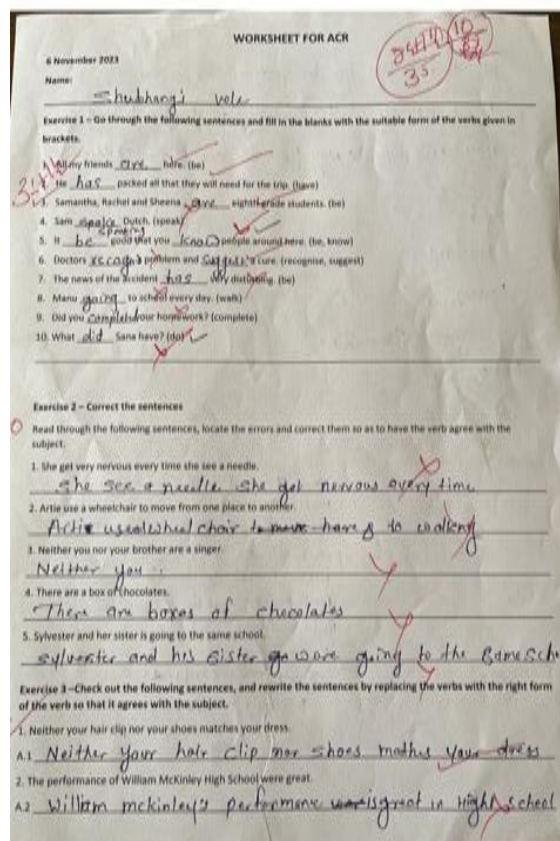 WORKSHEET FOR ACR
6 November 2023
Name:
Shubhangi vele
Exercise 1 – Go through the following sentences and fill in the blanks with the suitable form of the verbs given in
brackets.
1. All my friends are here. (be)
2. He has packed all that they will need for the trip. (have)
3. Samantha, Rachel and Sheena are eighth-grade students. (be)
4. Sam Dutch. (speak)
speaking
5. It be good that you know people around here. (be, know)
6. Doctors problem and cure. (recognise, suggest)
7. The news of the accident has very disturbing. (be)
8. Manu going to school every day. (walk)
9. Did you your homework? (complete)
10. What did Sana have? (do)
Exercise 2 – Correct the sentences
Read through the following sentences, locate the errors and correct them so as to have the verb agree with the
subject.
1. She get very nervous every time she see a needle.
She see a needle she get nervous every time
2. Artie use a wheelchair to move from one place to another.
wheel chair to move
3. Neither you nor your brother are a singer.
Neither you
4. There are a box of chocolates.
There are boxes of checolates
5. Sylvester and her sister is going to the same school.
Sylvester and his sister going to the
Exercise 3 –Check out the following sentences, and rewrite the sentences by replacing the verbs with the right form
of the verb so that it agrees with the subject.
1. Neither your hair clip nor your shoes matches your dress.
A.1 Neither your hair clip nor shoes your dress
2. The performance of William McKinley High School were great.
A.2 William mckinley's is great in High school